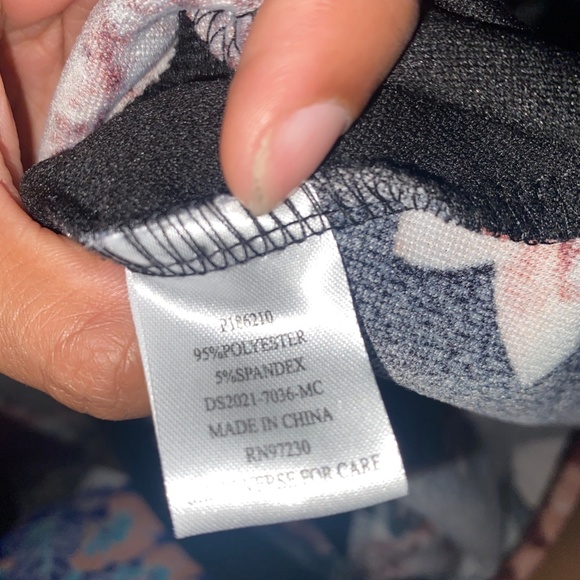 P186210
95%POLYESTER
5%SPANDEX
DS2021-7036-MC
MADE IN CHINA
RN97230
FOR CARE